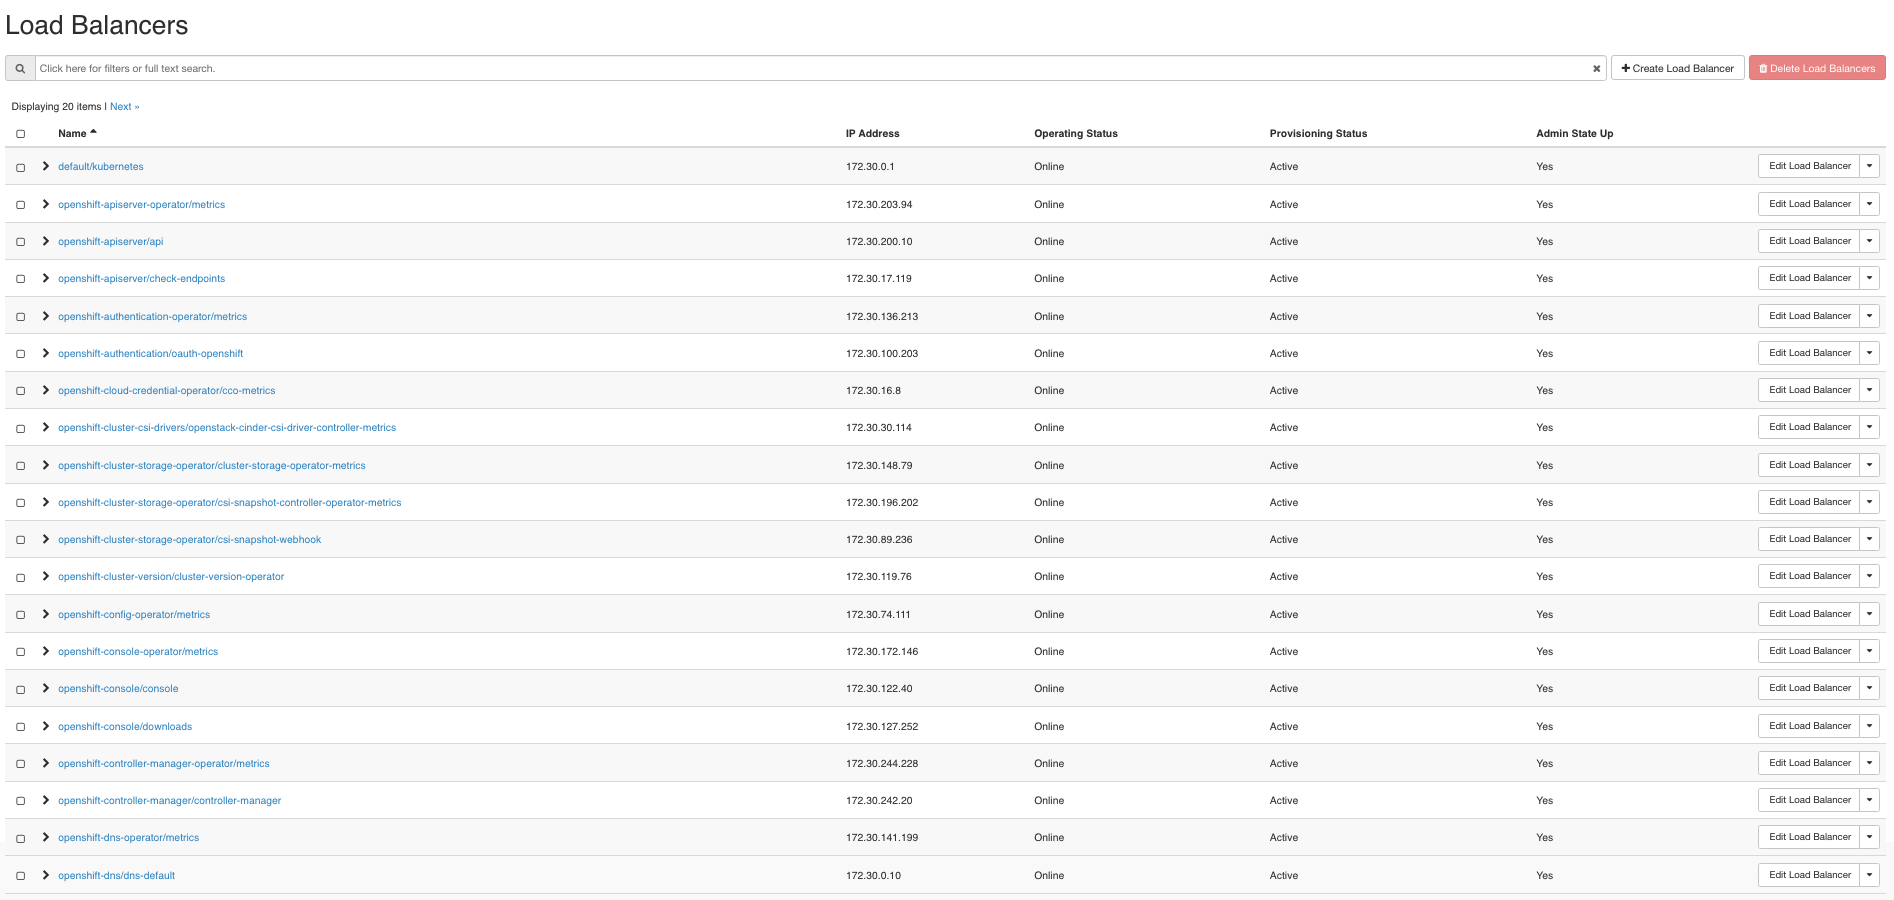 Load Balancers
Click here for filters or full text search. ✖ + Create Load Balancer Delete Load Balancers
Displaying 20 items | Next »
Name IP Address Operating Status Provisioning Status Admin State Up
default/kubernetes 172.30.0.1 Online Active Yes Edit Load Balancer
openshift-apiserver-operator/metrics 172.30.203.94 Online Active Yes Edit Load Balancer
openshift-apiserver/api 172.30.200.10 Online Active Yes Edit Load Balancer
openshift-apiserver/check-endpoints 172.30.17.119 Online Active Yes Edit Load Balancer
openshift-authentication-operator/metrics 172.30.136.213 Online Active Yes Edit Load Balancer
openshift-authentication/oauth-openshift 172.30.100.203 Online Active Yes Edit Load Balancer
openshift-cloud-credential-operator/cco-metrics 172.30.16.8 Online Active Yes Edit Load Balancer
openshift-cluster-csi-drivers/openstack-cinder-csi-driver-controller-metrics 172.30.30.114 Online Active Yes Edit Load Balancer
openshift-cluster-storage-operator/cluster-storage-operator-metrics 172.30.148.79 Online Active Yes Edit Load Balancer
openshift-cluster-storage-operator/csi-snapshot-controller-operator-metrics 172.30.196.202 Online Active Yes Edit Load Balancer
openshift-cluster-storage-operator/csi-snapshot-webhook 172.30.89.236 Online Active Yes Edit Load Balancer
openshift-cluster-version/cluster-version-operator 172.30.119.76 Online Active Yes Edit Load Balancer
openshift-config-operator/metrics 172.30.74.111 Online Active Yes Edit Load Balancer
openshift-console-operator/metrics 172.30.172.146 Online Active Yes Edit Load Balancer
openshift-console/console 172.30.122.40 Online Active Yes Edit Load Balancer
openshift-console/downloads 172.30.127.252 Online Active Yes Edit Load Balancer
openshift-controller-manager-operator/metrics 172.30.244.228 Online Active Yes Edit Load Balancer
openshift-controller-manager/controller-manager 172.30.242.20 Online Active Yes Edit Load Balancer
openshift-dns-operator/metrics 172.30.141.199 Online Active Yes Edit Load Balancer
openshift-dns/dns-default 172.30.0.10 Online Active Yes Edit Load Balancer